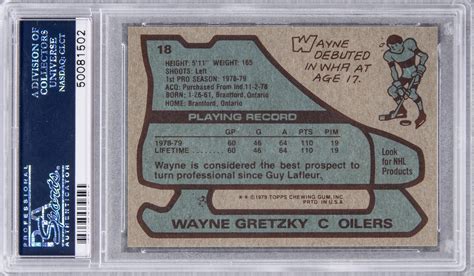 A DIVISION OF
COLLECTORS
UNIVERSE
NASDAQ: CLCT
50081502
PSA
PROFESSIONAL
SPORTS
AUTHENTICATOR
18
HEIGHT: 5'11" WEIGHT: 165
SHOOTS: Left
1st PRO SEASON: 1978-79
ACQ: Purchased From Ind.11-2-78
BORN: 1-26-61, Brantford, Ontario
HOME: Brantford, Ontario
WAYNE
DEBUTED
IN WHA AT
AGE 17.
PLAYING RECORD
GP G A PTS PIM
1978-79 60 46 64 110 19
LIFETIME 60 46 64 110 19
Wayne is considered the best prospect to
turn professional since Guy Lafleur.
Look
for NHL
Products
* * © 1979 TOPPS CHEWING GUM, INC.
PRTD. IN U.S.A.
WAYNE GRETZKY C OILERS